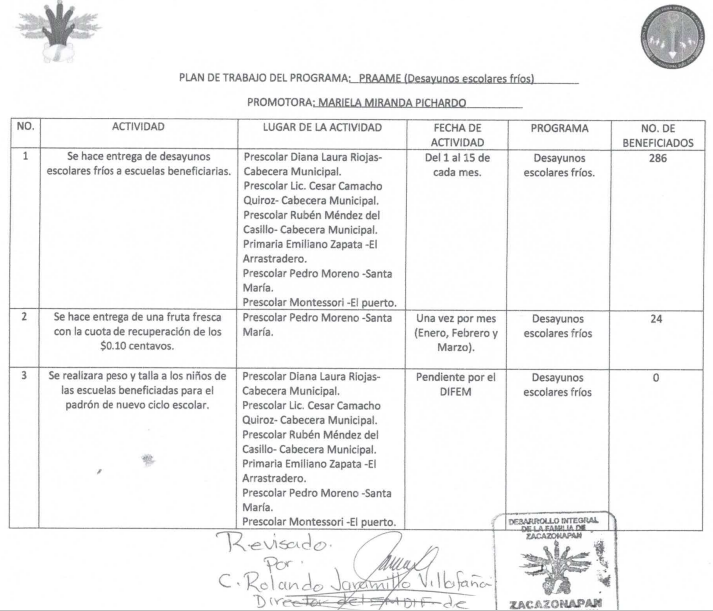 PLAN DE TRABAJO DEL PROGRAMA: PRAAME (Desayunos escolares fríos)
PROMOTORA: MARIELA MIRANDA PICHARDO
NO. ACTIVIDAD LUGAR DE LA ACTIVIDAD FECHA DE ACTIVIDAD PROGRAMA NO. DE BENEFICIADOS
1
Se hace entrega de desayunos
escolares fríos a escuelas beneficiarias.
Prescolar Diana Laura Riojas-
Cabecera Municipal.
Prescolar Lic. Cesar Camacho
Quiroz- Cabecera Municipal.
Prescolar Rubén Méndez del
Casillo- Cabecera Municipal.
Primaria Emiliano Zapata -El
Arrastradero.
Prescolar Pedro Moreno -Santa
María.
Prescolar Montessori -El puerto.
Del 1 al 15 de
cada mes.
Desayunos
escolares fríos.
286
2
Se hace entrega de una fruta fresca
con la cuota de recuperación de los
$0.10 centavos.
Prescolar Pedro Moreno -Santa
María.
Una vez por mes
(Enero, Febrero y
Marzo).
Desayunos
escolares fríos
24
3
Se realizara peso y talla a los niños de
las escuelas beneficiadas para el
padrón de nuevo ciclo escolar.
Prescolar Diana Laura Riojas-
Cabecera Municipal.
Prescolar Lic. Cesar Camacho
Quiroz- Cabecera Municipal.
Prescolar Rubén Méndez del
Casillo- Cabecera Municipal.
Primaria Emiliano Zapata -El
Arrastradero.
Prescolar Pedro Moreno -Santa
María.
Prescolar Montessori -El puerto.
Pendiente por el
DIFEM
Desayunos
escolares fríos
0
Revisado.
Por.
C. Rolando Jaramillo Villafaña
Director del SMDIF de
DESARROLLO INTEGRAL
DE LA FAMILIA DE
ZACAZONAPAN
ZACAZONAPAN